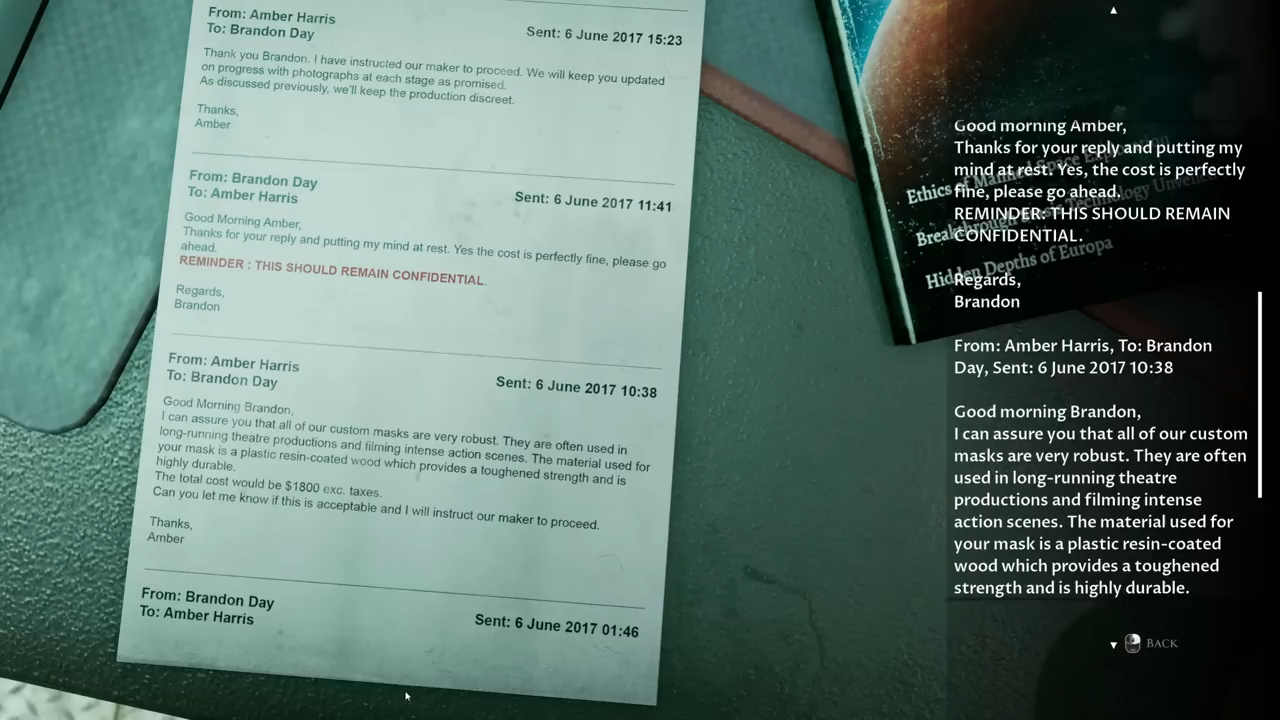 From: Amber Harris
To: Brandon Day
Sent: 6 June 2017 15:23
Thank you Brandon. I have instructed our maker to proceed. We will keep you updated
on progress with photographs at each stage as promised.
As discussed previously, we'll keep the production discreet.
Thanks,
Amber
From: Brandon Day
To: Amber Harris
Sent: 6 June 2017 11:41
Good Morning Amber,
Thanks for your reply and putting my mind at rest. Yes the cost is perfectly fine, please go
ahead.
REMINDER : THIS SHOULD REMAIN CONFIDENTIAL.
Regards,
Brandon
From: Amber Harris
To: Brandon Day
Sent: 6 June 2017 10:38
Good Morning Brandon,
I can assure you that all of our custom masks are very robust. They are often used in
long-running theatre productions and filming intense action scenes. The material used for
your mask is a plastic resin-coated wood which provides a toughened strength and is
highly durable.
The total cost would be $1800 exc. taxes.
Can you let me know if this is acceptable and I will instruct our maker to proceed.
Thanks,
Amber
From: Brandon Day
To: Amber Harris
Sent: 6 June 2017 01:46
Ethics of Manned Space
Hidden Depths of Europa
Good morning Amber,
Thanks for your reply and putting my
mind at rest. Yes, the cost is perfectly
fine, please go ahead.
REMINDER: THIS SHOULD REMAIN
CONFIDENTIAL.
Regards,
Brandon
From: Amber Harris, To: Brandon
Day, Sent: 6 June 2017 10:38
Good morning Brandon,
I can assure you that all of our custom
masks are very robust. They are often
used in long-running theatre
productions and filming intense
action scenes. The material used for
your mask is a plastic resin-coated
wood which provides a toughened
strength and is highly durable.
BACK